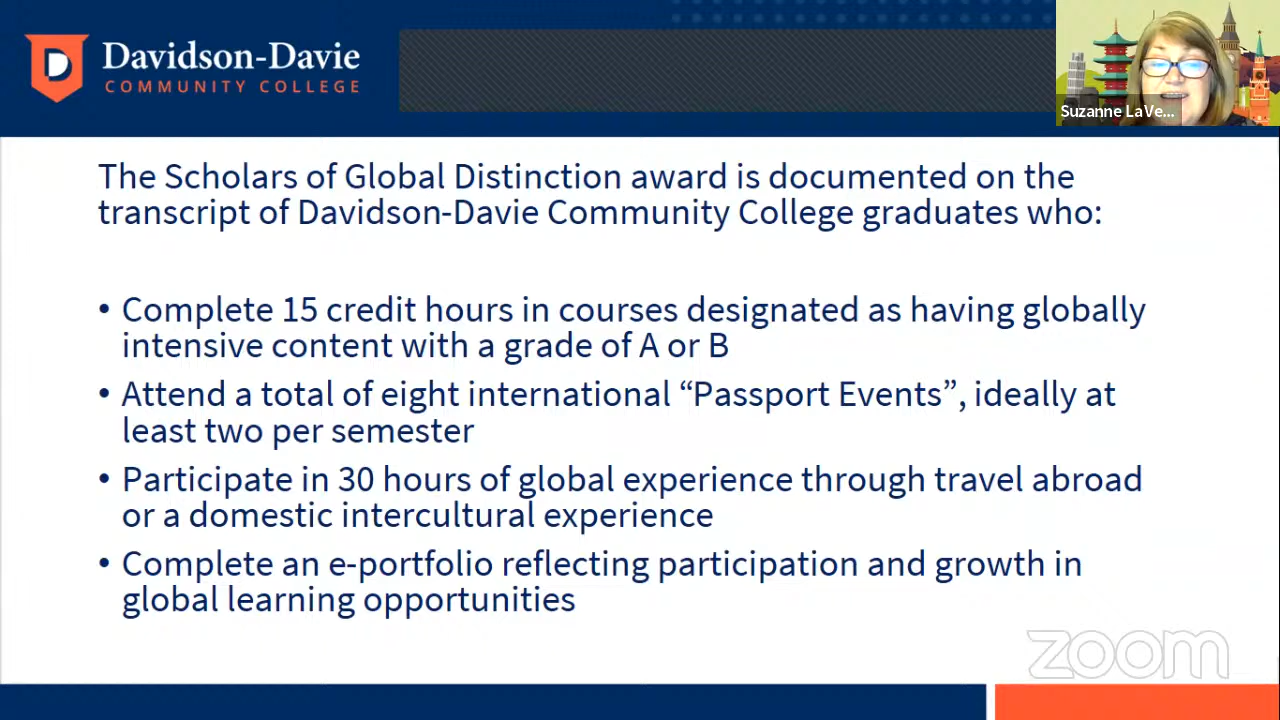 Davidson-Davie
COMMUNITY COLLEGE
Suzanne LaVe...
The Scholars of Global Distinction award is documented on the
transcript of Davidson-Davie Community College graduates who:
• Complete 15 credit hours in courses designated as having globally
intensive content with a grade of A or B
• Attend a total of eight international “Passport Events”, ideally at
least two per semester
• Participate in 30 hours of global experience through travel abroad
or a domestic intercultural experience
• Complete an e-portfolio reflecting participation and growth in
global learning opportunities
zoom